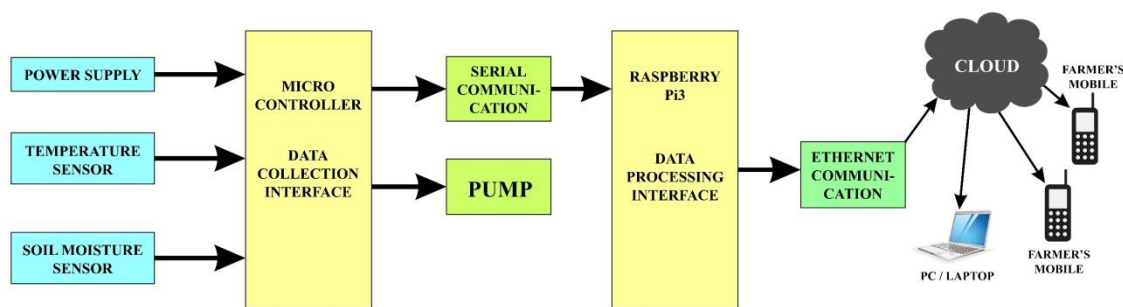 POWER SUPPLY
TEMPERATURE
SENSOR
SOIL MOISTURE
SENSOR
MICRO
CONTROLLER
DATA
COLLECTION
INTERFACE
SERIAL
COMMUNI-
CATION
PUMP
RASPBERRY
Pi3
DATA
PROCESSING
INTERFACE
ETHERNET
COMMUNI-
CATION
CLOUD
FARMER'S
MOBILE
PC / LAPTOP
FARMER'S
MOBILE